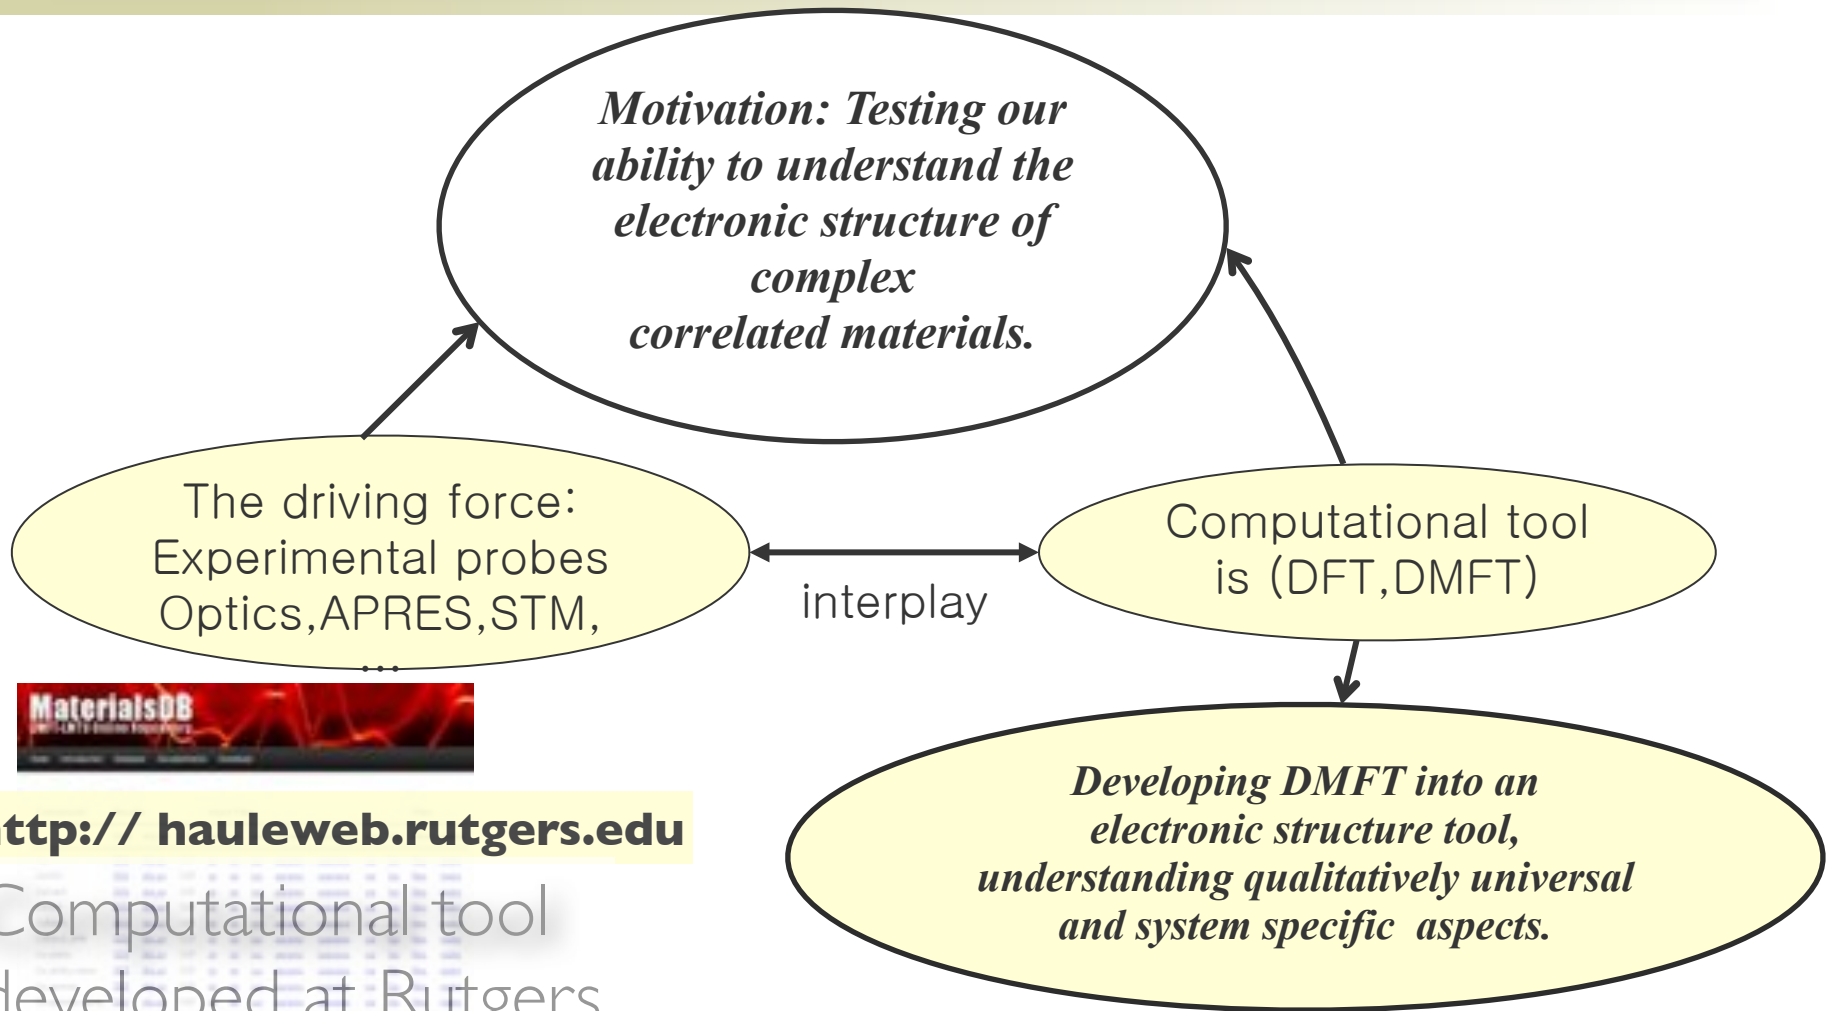 Motivation: Testing our
ability to understand the
electronic structure of
complex
correlated materials.
The driving force:
Experimental probes
Optics,APRES,STM,
...
interplay
Computational tool
is (DFT,DMFT)
MaterialsDB
ttp:// hauleweb.rutgers.edu
Computational tool
developed at Rutgers
Developing DMFT into an
electronic structure tool,
understanding qualitatively universal
and system specific aspects.